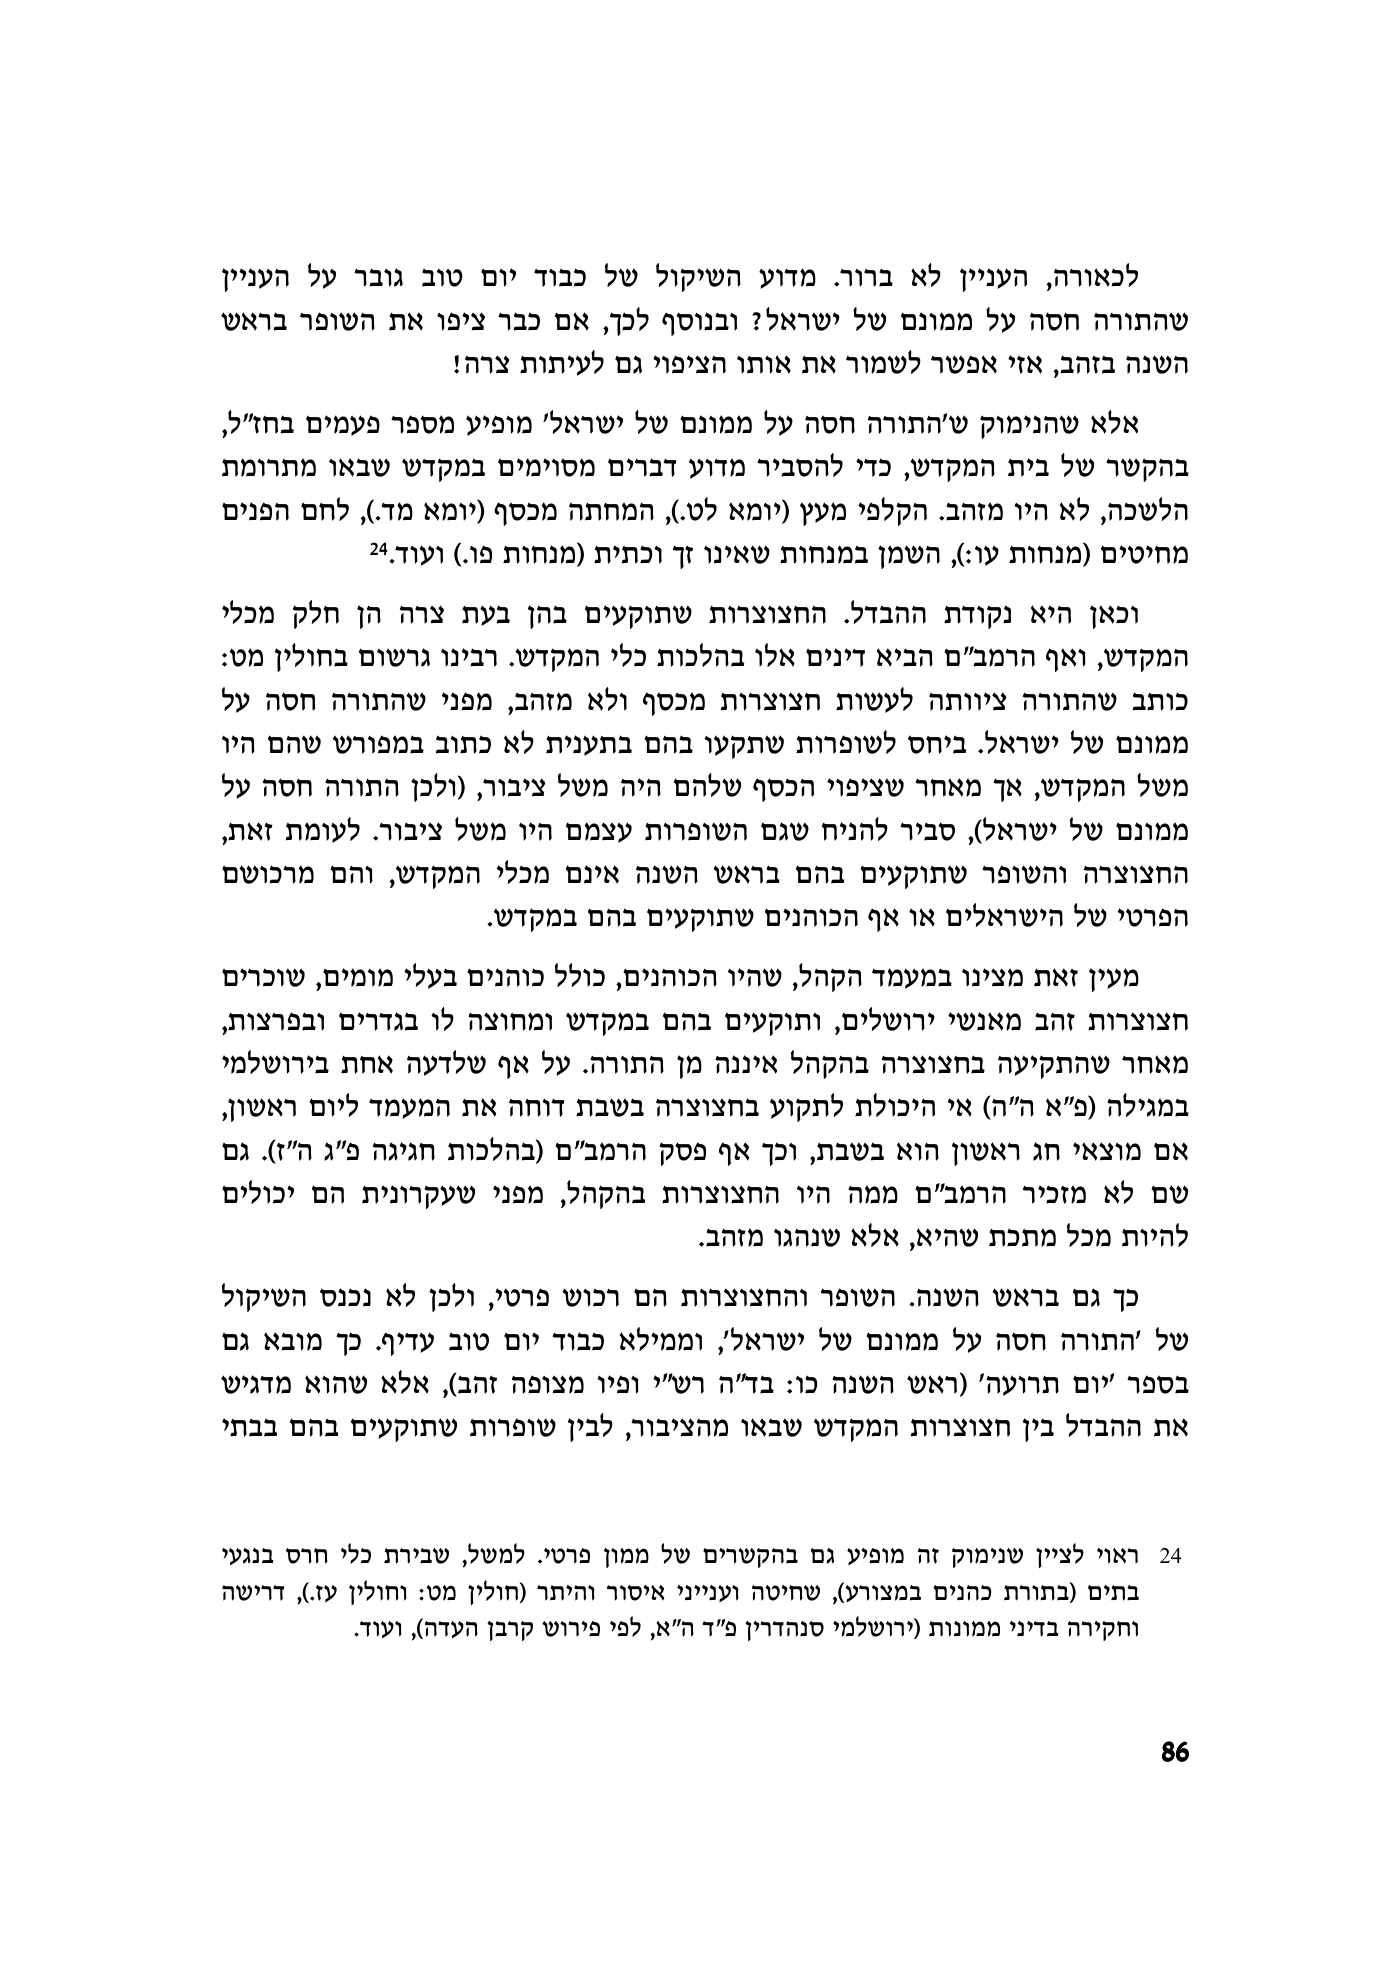 לכאורה, העניין לא ברור. מדוע השיקול של כבוד יום טוב גובר על העניין
שהתורה חסה על ממונם של ישראל? ובנוסף לכך, אם כבר ציפו את השופר בראש
השנה בזהב, אזי אפשר לשמור את אותו הציפוי גם לעיתות צרה!
אלא שהנימוק ש'התורה חסה על ממונם של ישראל' מופיע מספר פעמים בחז"ל,
בהקשר של בית המקדש, כדי להסביר מדוע דברים מסוימים במקדש שבאו מתרומת
הלשכה, לא היו מזהב. הקלפי מעץ (יומא לט.), המחתה מכסף (יומא מד.), לחם הפנים
מחיטים (מנחות עו:), השמן במנחות שאינו זך וכתית (מנחות פו.) ועוד.24
וכאן היא נקודת ההבדל. החצוצרות שתוקעים בהן בעת צרה הן חלק מכלי
המקדש, ואף הרמב"ם הביא דינים אלו בהלכות כלי המקדש. רבינו גרשום בחולין מט:
כותב שהתורה ציוותה לעשות חצוצרות מכסף ולא מזהב, מפני שהתורה חסה על
ממונם של ישראל. ביחס לשופרות שתקעו בהם בתענית לא כתוב במפורש שהם היו
משל המקדש, אך מאחר שציפוי הכסף שלהם היה משל ציבור, (ולכן התורה חסה על
ממונם של ישראל), סביר להניח שגם השופרות עצמם היו משל ציבור. לעומת זאת,
החצוצרה והשופר שתוקעים בהם בראש השנה אינם מכלי המקדש, והם מרכושם
הפרטי של הישראלים או אף הכוהנים שתוקעים בהם במקדש.
מעין זאת מצינו במעמד הקהל, שהיו הכוהנים, כולל כוהנים בעלי מומים, שוכרים
חצוצרות זהב מאנשי ירושלים, ותוקעים בהם במקדש ומחוצה לו בגדרים ובפרצות,
מאחר שהתקיעה בחצוצרה בהקהל איננה מן התורה. על אף שלדעה אחת בירושלמי
במגילה (פ"א ה"ה) אי היכולת לתקוע בחצוצרה בשבת דוחה את המעמד ליום ראשון,
אם מוצאי חג ראשון הוא בשבת, וכך אף פסק הרמב"ם (בהלכות חגיגה פ"ג ה"ז). גם
שם לא מזכיר הרמב"ם ממה היו החצוצרות בהקהל, מפני שעקרונית הם יכולים
להיות מכל מתכת שהיא, אלא שנהגו מזהב.
כך גם בראש השנה. השופר והחצוצרות הם רכוש פרטי, ולכן לא נכנס השיקול
של 'התורה חסה על ממונם של ישראל', וממילא כבוד יום טוב עדיף. כך מובא גם
בספר 'יום תרועה' (ראש השנה כו: בד"ה רש"י ופיו מצופה זהב), אלא שהוא מדגיש
את ההבדל בין חצוצרות המקדש שבאו מהציבור, לבין שופרות שתוקעים בהם בבתי
24 ראוי לציין שנימוק זה מופיע גם בהקשרים של ממון פרטי. למשל, שבירת כלי חרס בנגעי
בתים (בתורת כהנים במצורע), שחיטה וענייני איסור והיתר (חולין מט: וחולין עז.), דרישה
וחקירה בדיני ממונות (ירושלמי סנהדרין פ"ד ה"א, לפי פירוש קרבן העדה), ועוד.
86